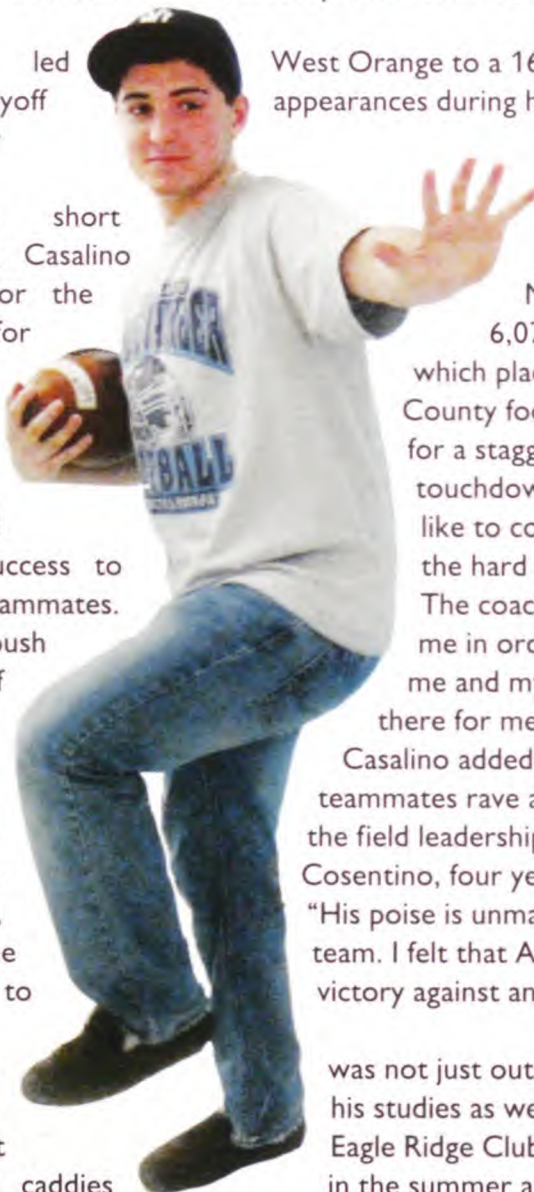 led West Orange to a 16
yoff appearances during h
short
Casalino
or the N
for 6,07
which plac
County foo
for a stagg
touchdow
like to co
uccess to the hard
ammates. The coac
push me in ord
f me and m
there for me
Casalino added
teammates rave a
the field leadership
Cosentino, four ye
“His poise is unma
e team. I felt that A
to victory against an
was not just out
his studies as we
t Eagle Ridge Club
caddies in the summer a
BALL